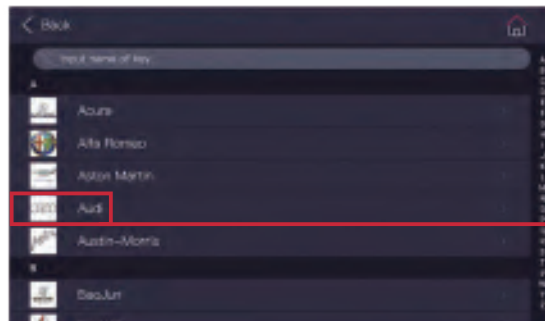 Back
Input name of key
A
Acura
Alfa Romeo
Aston Martin
Audi
Austin-Morris
B
BaoJun